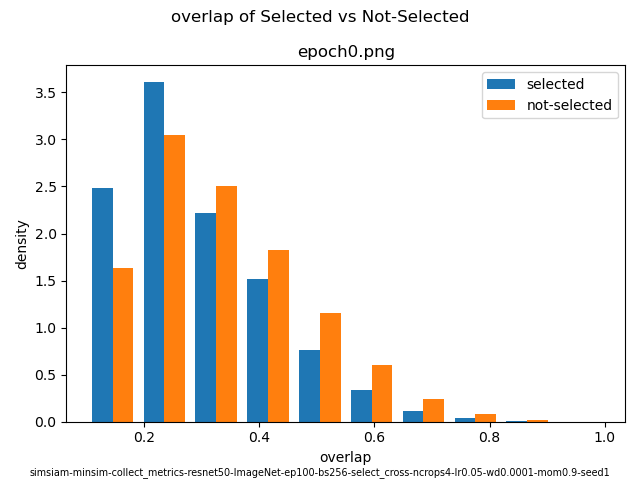 overlap of Selected vs Not-Selected
epoch0.png
selected
not-selected
density
3.5
3.0
2.5
2.0
1.5
1.0
0.5
0.0
0.2
0.4
0.6
0.8
1.0
overlap
simsiam-minsim-collect_metrics-resnet50-ImageNet-ep100-bs256-select_cross-ncrops4-lr0.05-wd0.0001-mom0.9-seed1